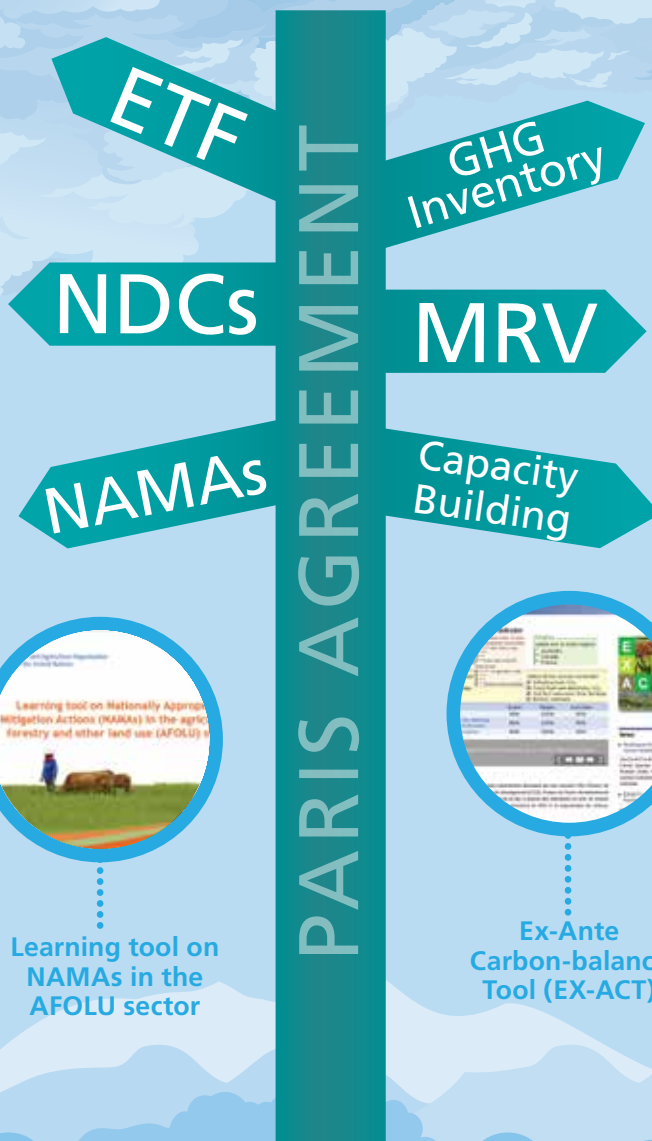 ETF
GHG
Inventory
NDCs
MRV
NAMAs
Capacity
Building
PARIS AGREEMENT
Learning tool on Nationally Approp
Mitigation Actions (NAMAs) in the agric
forestry and other land use (AFOLU) s
E
X
A C
Learning tool on
NAMAs in the
AFOLU sector
Ex-Ante
Carbon-balanc
Tool (EX-ACT)